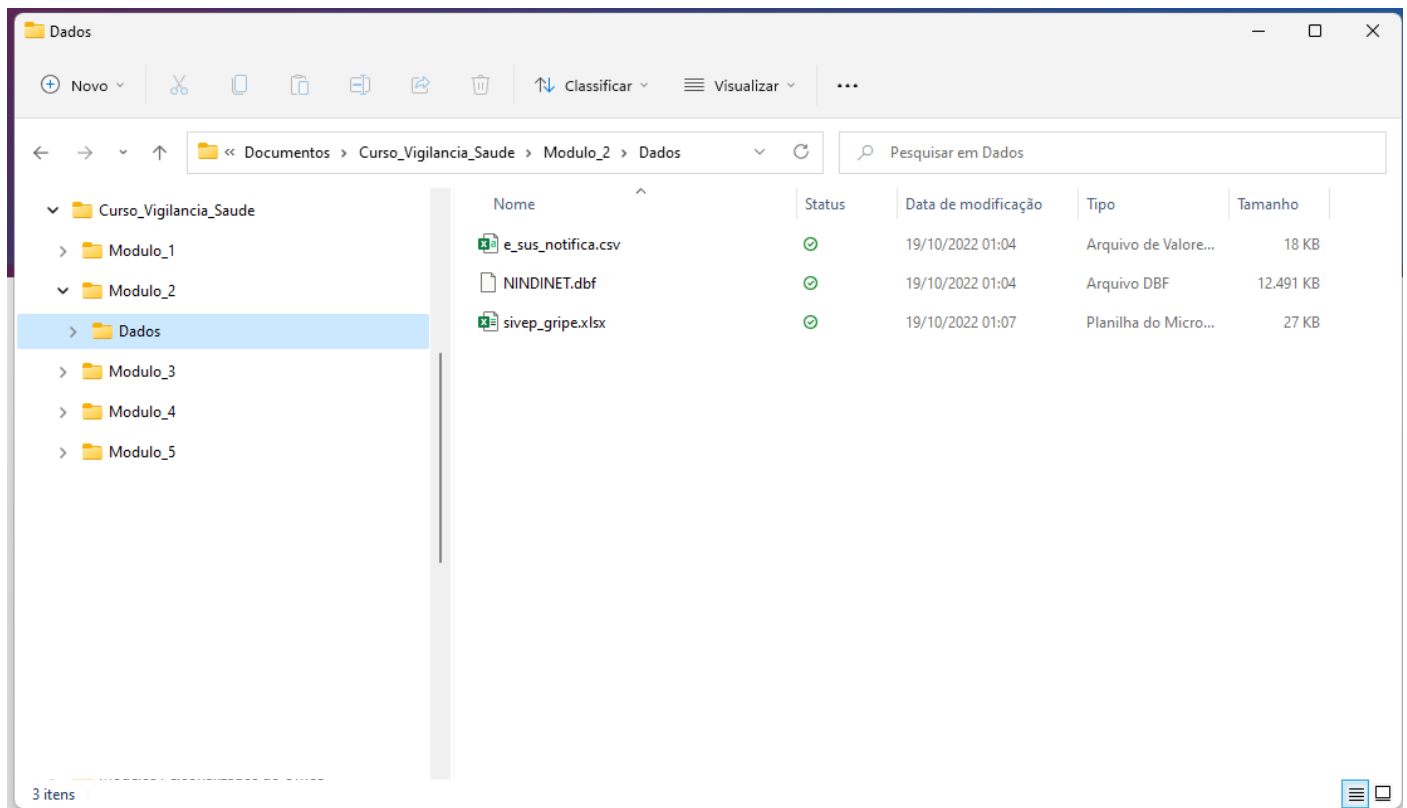 Dados
Novo Classificar Visualizar
« Documentos > Curso_Vigilancia_Saude > Modulo_2 > Dados Pesquisar em Dados
Curso_Vigilancia_Saude
Modulo_1
Modulo_2
Dados
Modulo_3
Modulo_4
Modulo_5
Nome Status Data de modificação Tipo Tamanho
e_sus_notifica.csv 19/10/2022 01:04 Arquivo de Valore... 18 KB
NINDINET.dbf 19/10/2022 01:04 Arquivo DBF 12.491 KB
sivep_gripe.xlsx 19/10/2022 01:07 Planilha do Micro... 27 KB
3 itens